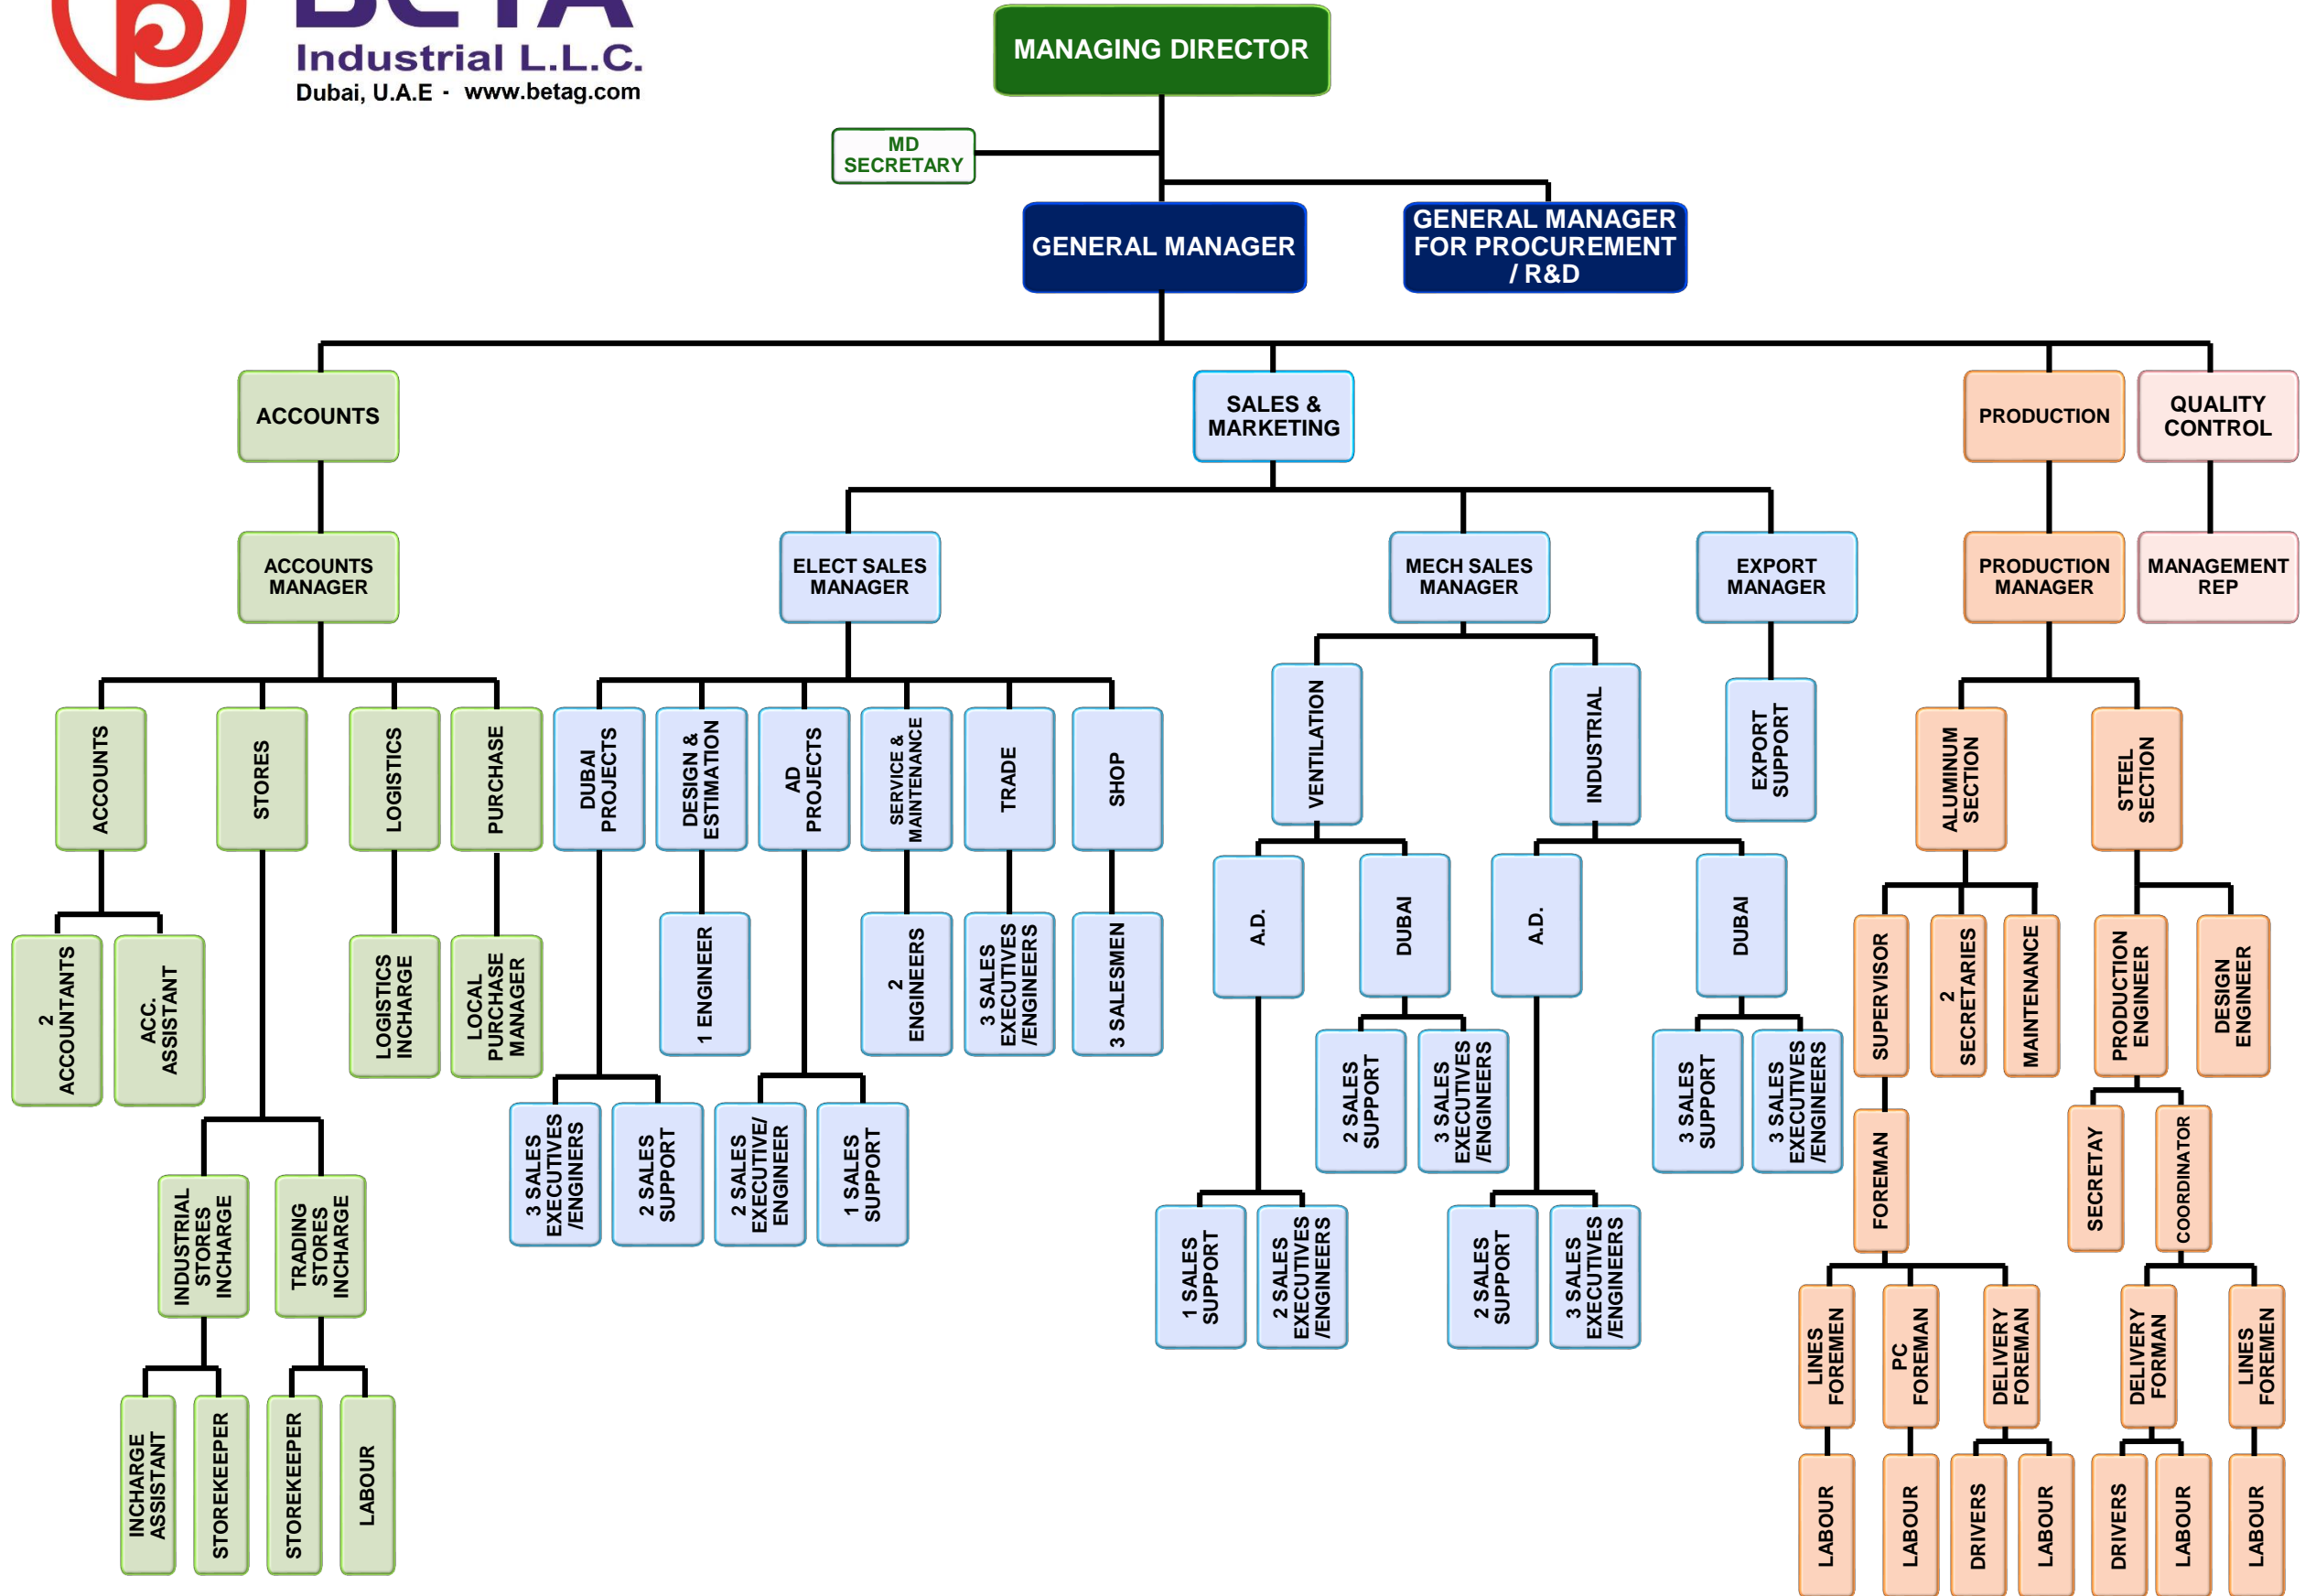 BETA
Industrial L.L.C.
Dubai, U.A.E - www.betag.com
MANAGING DIRECTOR
MD
SECRETARY
GENERAL MANAGER
GENERAL MANAGER
FOR PROCUREMENT
/ R&D
ACCOUNTS
SALES &
MARKETING
PRODUCTION
QUALITY
CONTROL
ACCOUNTS
MANAGER
ELECT SALES
MANAGER
MECH SALES
MANAGER
EXPORT
MANAGER
PRODUCTION
MANAGER
MANAGEMENT
REP
ACCOUNTS
STORES
LOGISTICS
PURCHASE
DUBAI
PROJECTS
DESIGN &
ESTIMATION
AD
PROJECTS
SERVICE &
MAINTENANCE
TRADE
SHOP
VENTILATION
INDUSTRIAL
EXPORT
SUPPORT
ALUMINUM
SECTION
STEEL
SECTION
2
ACCOUNTANTS
ACC.
ASSISTANT
LOGISTICS
INCHARGE
LOCAL
PURCHASE
MANAGER
1 ENGINEER
2
ENGINEERS
3 SALES
EXECUTIVES
/ENGINEERS
3 SALESMEN
A.D.
DUBAI
A.D.
DUBAI
SUPERVISOR
2
SECRETARIES
MAINTENANCE
PRODUCTION
ENGINEER
DESIGN
ENGINEER
3 SALES
EXECUTIVES
/ENGINERS
2 SALES
SUPPORT
2 SALES
EXECUTIVE/
ENGINEER
1 SALES
SUPPORT
2 SALES
SUPPORT
3 SALES
EXECUTIVES
/ENGINEERS
3 SALES
SUPPORT
3 SALES
EXECUTIVES
/ENGINEERS
FOREMAN
SECRETAY
COORDINATOR
INDUSTRIAL
STORES
INCHARGE
TRADING
STORES
INCHARGE
1 SALES
SUPPORT
2 SALES
EXECUTIVES
/ENGINEERS
2 SALES
SUPPORT
3 SALES
EXECUTIVES
/ENGINEERS
LINES
FOREMEN
PC
FOREMAN
DELIVERY
FOREMAN
DELIVERY
FORMAN
LINES
FOREMEN
INCHARGE
ASSISTANT
STOREKEEPER
STOREKEEPER
LABOUR
LABOUR
LABOUR
DRIVERS
LABOUR
DRIVERS
LABOUR
LABOUR